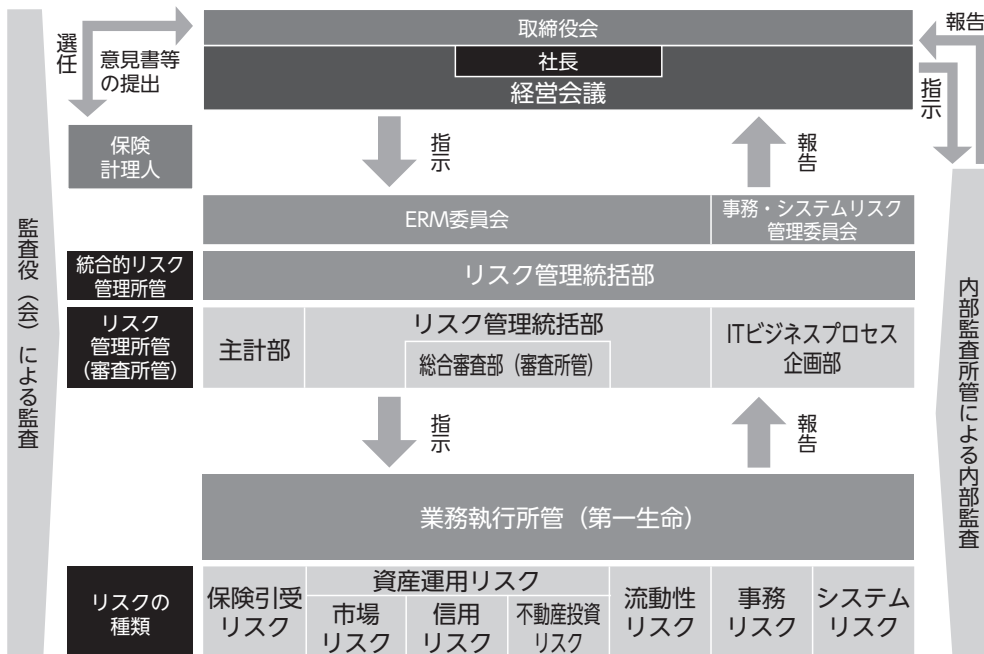 取締役会
社長
経営会議
選任
意見書等
の提出
報告
指示
保険
計理人
指示
報告
ERM委員会
事務・システムリスク
管理委員会
統合的リスク
管理所管
リスク管理統括部
リスク
管理所管
(審査所管)
主計部
リスク管理統括部
総合審査部（審査所管）
ITビジネスプロセス
企画部
指示
報告
業務執行所管（第一生命）
リスクの
種類
保険引受
リスク
資産運用リスク
市場
リスク
信用
リスク
不動産投資
リスク
流動性
リスク
事務
リスク
システム
リスク
監査役（会）による監査
内部監査所管による内部監査